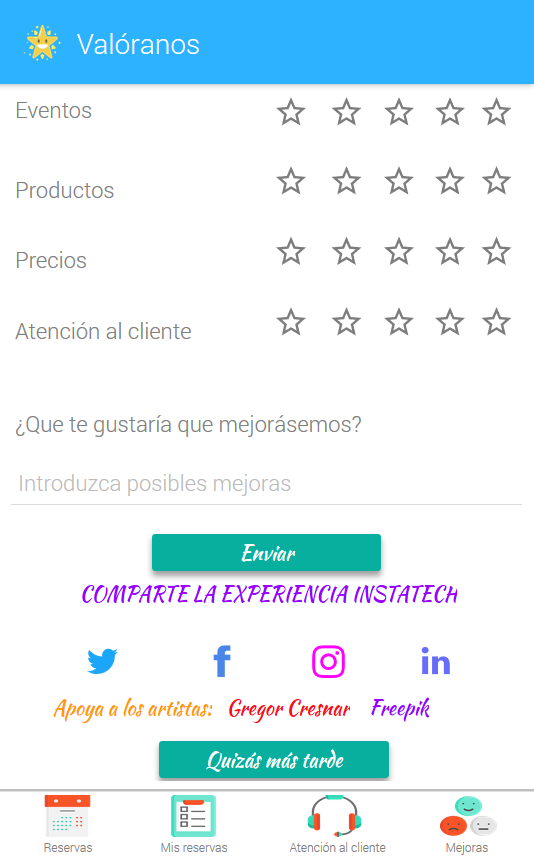 Valóranos
Eventos
Productos
Precios
Atención al cliente
¿Que te gustaría que mejorásemos?
Introduzca posibles mejoras
Enviar
COMPARTE LA EXPERIENCIA INSTATECH
Apoya a los artistas: Gregor Cresnar Freepik
Quizás más tarde
Reservas Mis reservas Atención al cliente Mejoras